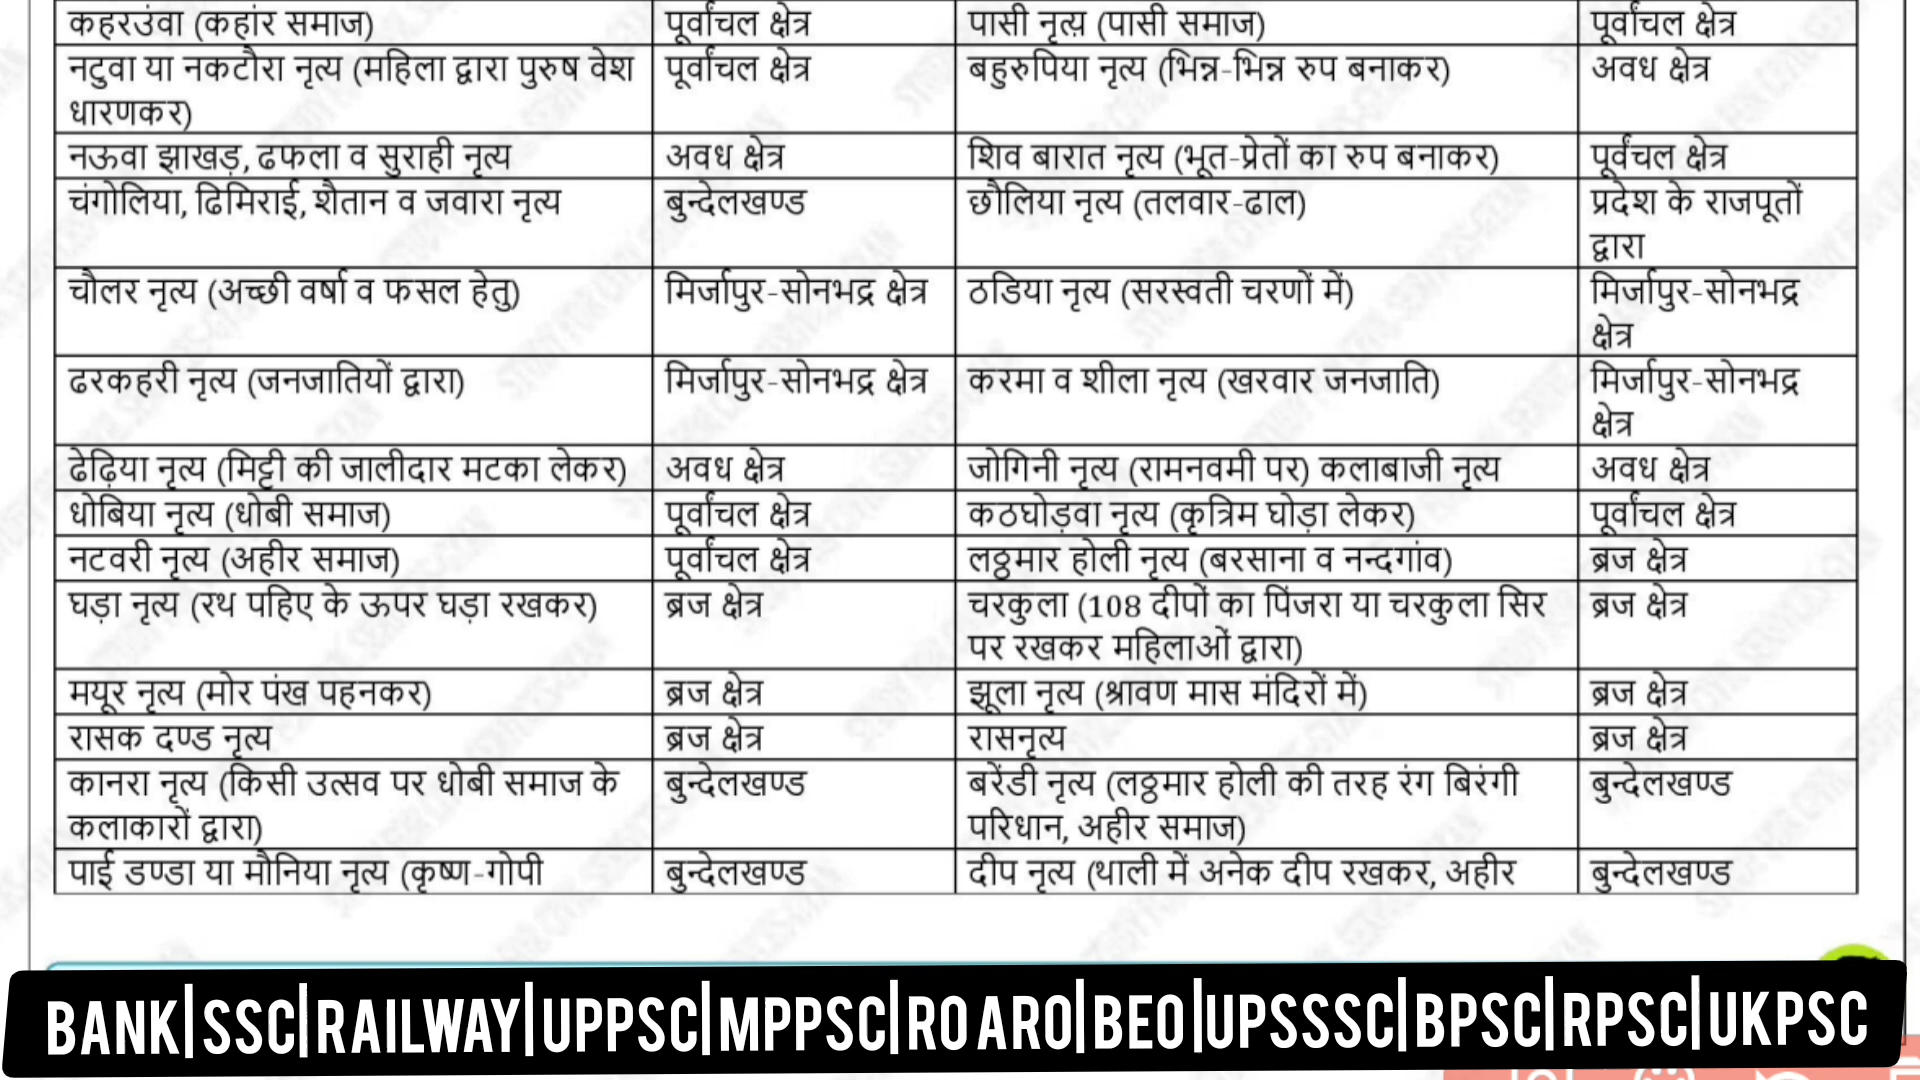 कहरउंवा (कहांर समाज) पूर्वांचल क्षेत्र पासी नृत्य़ (पासी समाज) पूर्वांचल क्षेत्र
नटुवा या नकटौरा नृत्य (महिला द्वारा पुरुष वेश पूर्वांचल क्षेत्र बहुरुपिया नृत्य (भिन्न-भिन्न रुप बनाकर) अवध क्षेत्र
धारणकर)
नऊवा झाखड़, ढफला व सुराही नृत्य अवध क्षेत्र शिव बारात नृत्य (भूत-प्रेतों का रुप बनाकर) पूर्वंचल क्षेत्र
चंगोलिया, ढिमिराई, शैतान व जवारा नृत्य बुन्देलखण्ड छौलिया नृत्य (तलवार-ढाल) प्रदेश के राजपूतों
द्वारा
चौलर नृत्य (अच्छी वर्षा व फसल हेतु) मिर्जापुर-सोनभद्र क्षेत्र ठडिया नृत्य (सरस्वती चरणों में) मिर्जापुर-सोनभद्र
क्षेत्र
ढरकहरी नृत्य (जनजातियों द्वारा) मिर्जापुर-सोनभद्र क्षेत्र करमा व शीला नृत्य (खरवार जनजाति) मिर्जापुर-सोनभद्र
क्षेत्र
ढेढ़िया नृत्य (मिट्टी की जालीदार मटका लेकर) अवध क्षेत्र जोगिनी नृत्य (रामनवमी पर) कलाबाजी नृत्य अवध क्षेत्र
धोबिया नृत्य (धोबी समाज) पूर्वांचल क्षेत्र कठघोड़वा नृत्य (कृत्रिम घोड़ा लेकर) पूर्वांचल क्षेत्र
नटवरी नृत्य (अहीर समाज) पूर्वांचल क्षेत्र लठ्ठमार होली नृत्य (बरसाना व नन्दगांव) ब्रज क्षेत्र
घड़ा नृत्य (रथ पहिए के ऊपर घड़ा रखकर) ब्रज क्षेत्र चरकुला (108 दीपों का पिंजरा या चरकुला सिर ब्रज क्षेत्र
पर रखकर महिलाओं द्वारा)
मयूर नृत्य (मोर पंख पहनकर) ब्रज क्षेत्र झूला नृत्य (श्रावण मास मंदिरों में) ब्रज क्षेत्र
रासक दण्ड नृत्य ब्रज क्षेत्र रासनृत्य ब्रज क्षेत्र
कानरा नृत्य (किसी उत्सव पर धोबी समाज के बुन्देलखण्ड बरेंडी नृत्य (लठ्ठमार होली की तरह रंग बिरंगी बुन्देलखण्ड
कलाकारों द्वारा) परिधान, अहीर समाज)
पाई डण्डा या मौनिया नृत्य (कृष्ण-गोपी बुन्देलखण्ड दीप नृत्य (थाली में अनेक दीप रखकर, अहीर बुन्देलखण्ड
BANK|SSC|RAILWAY|UPPSC|MPPSC|RO ARO|BEO|UPSSSC|BPSC|RPSC|UKPSC